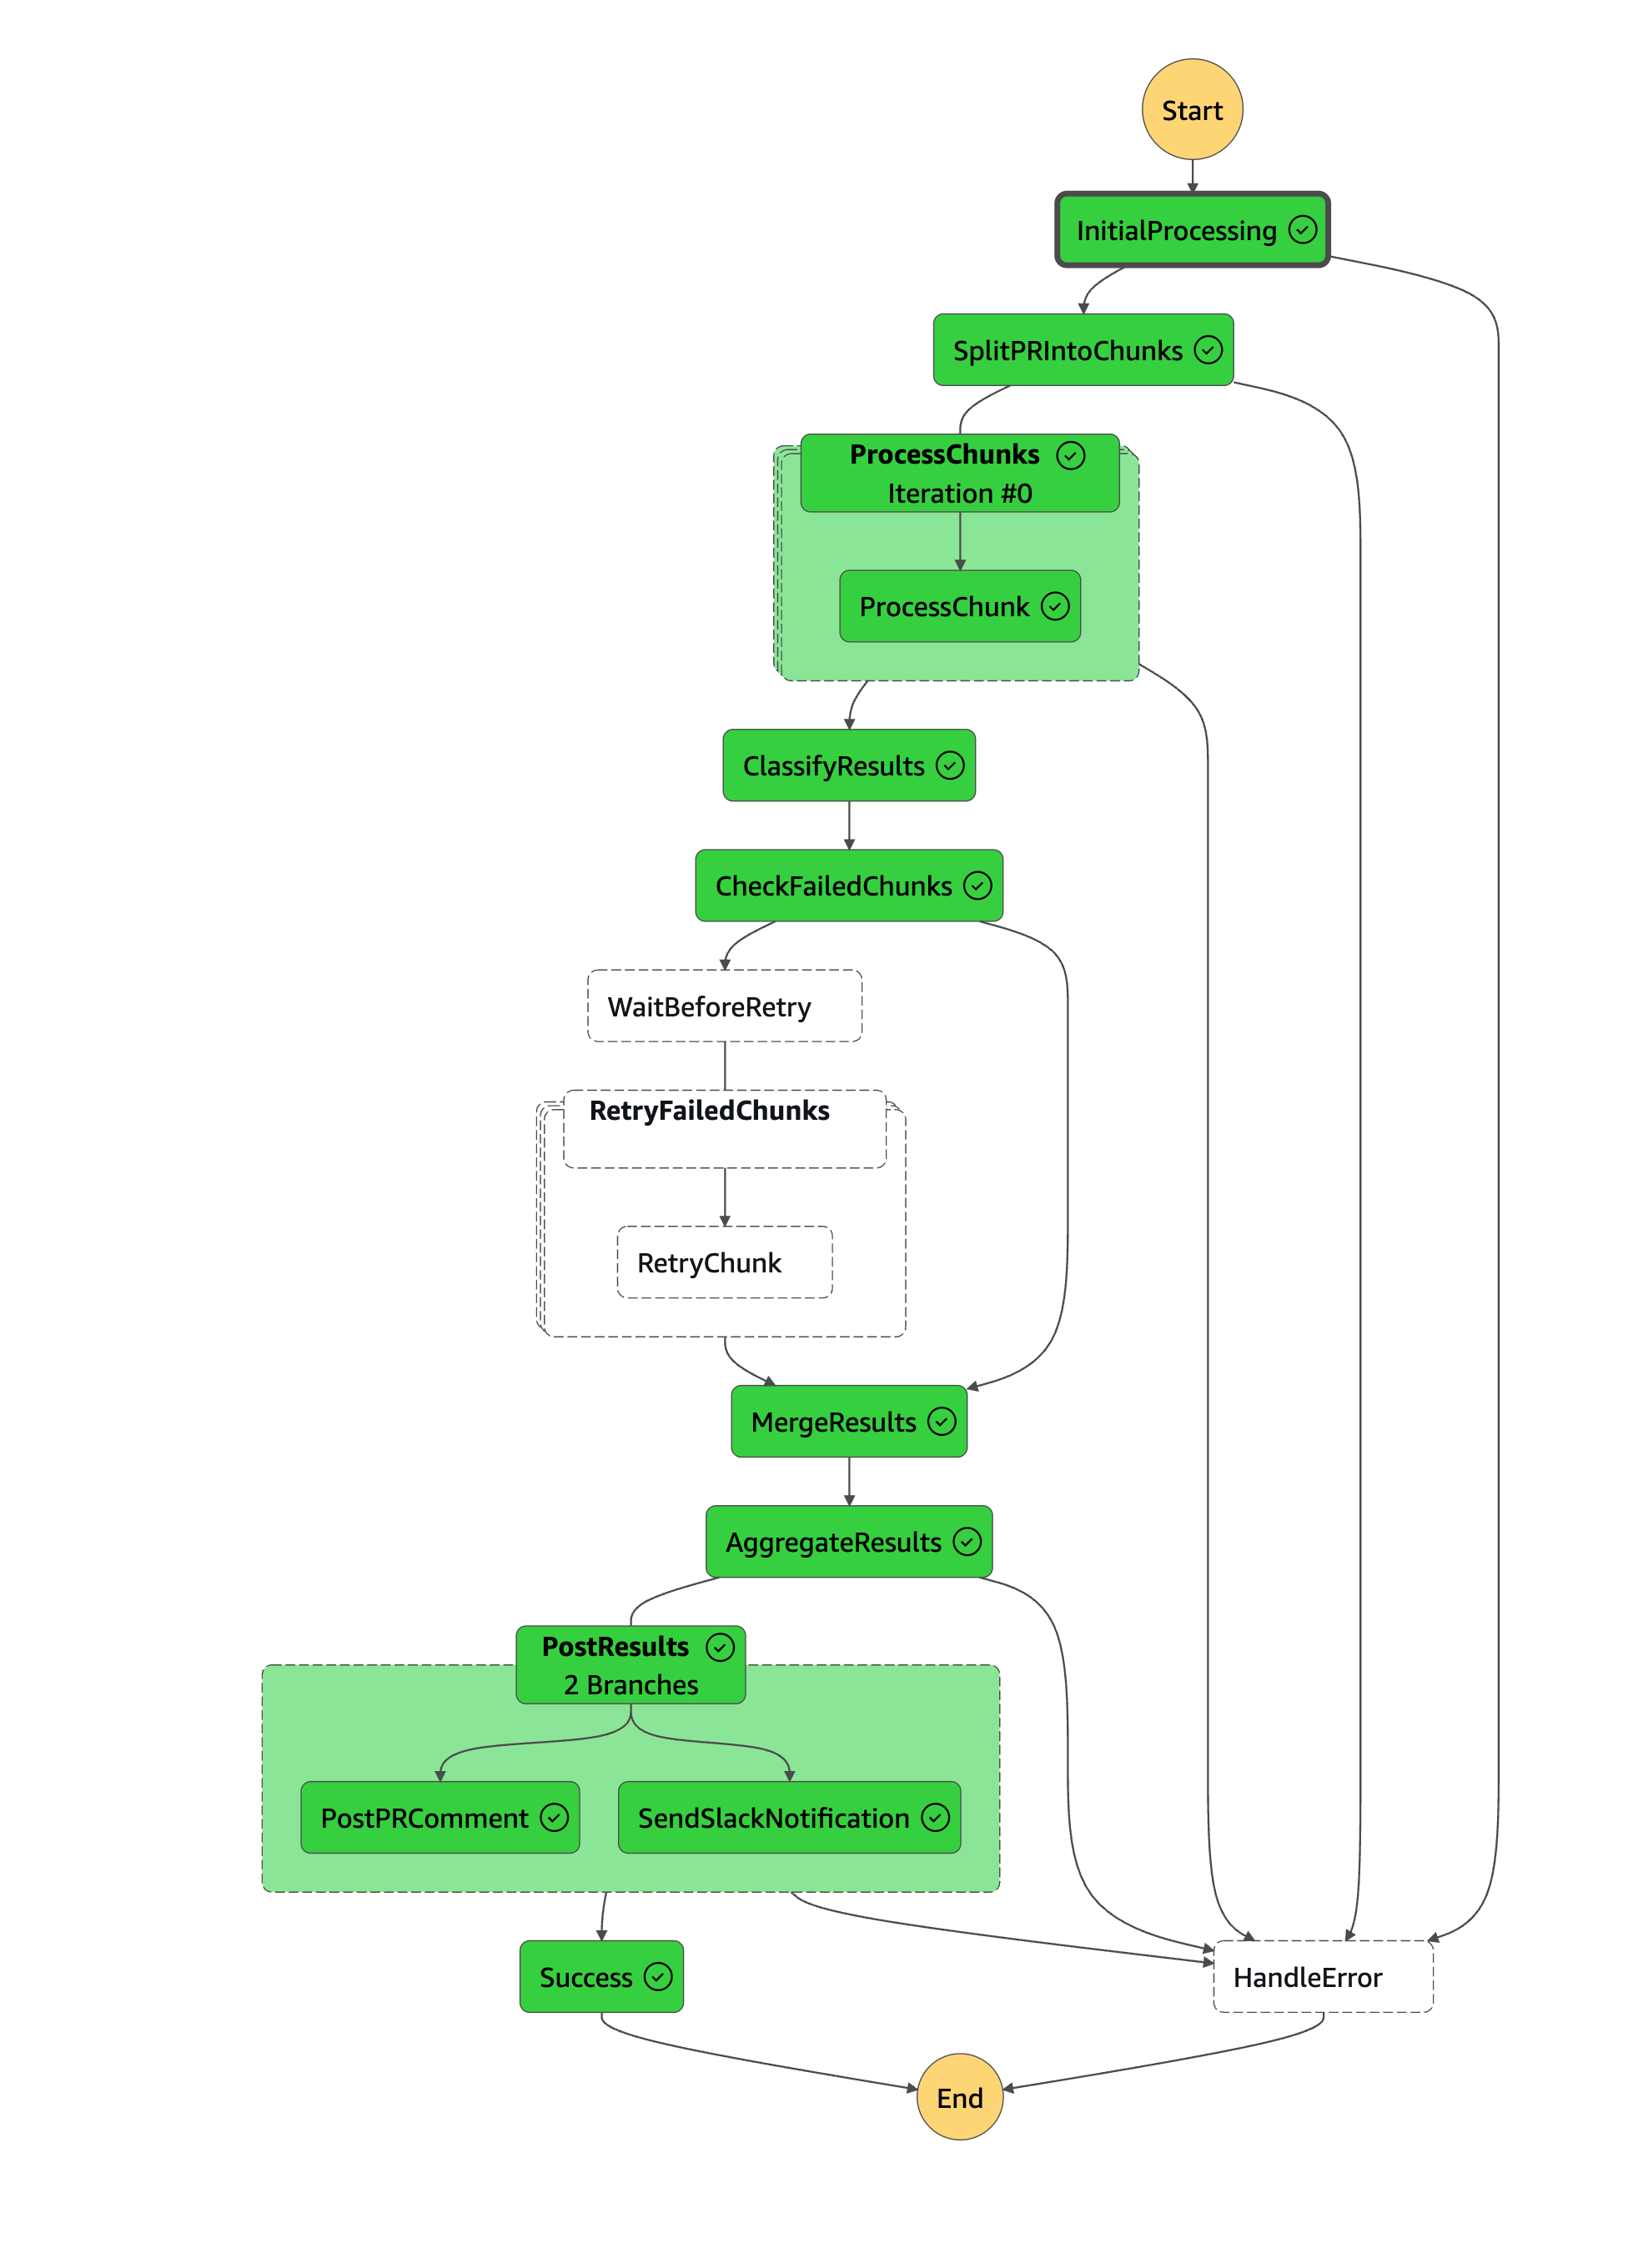 Start
InitialProcessing
SplitPRIntoChunks
ProcessChunks
Iteration #0
ProcessChunk
ClassifyResults
CheckFailedChunks
WaitBeforeRetry
RetryFailedChunks
RetryChunk
MergeResults
AggregateResults
PostResults
2 Branches
PostPRComment
SendSlackNotification
Success
HandleError
End